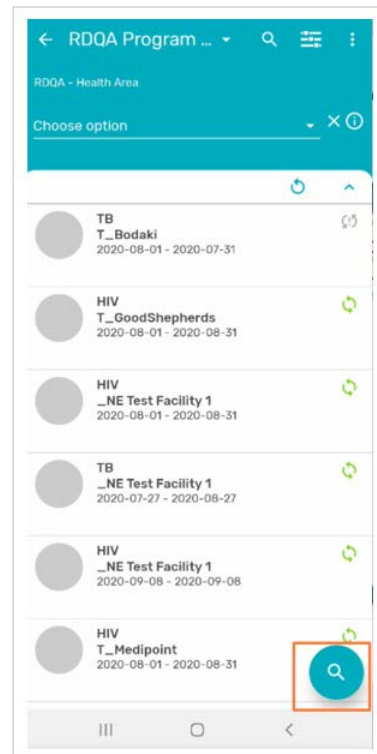 RDQA Program ...
RDQA - Health Area
Choose option
TB
T_Bodaki
2020-08-01 - 2020-07-31
HIV
T_GoodShepherds
2020-08-01 - 2020-08-31
HIV
_NE Test Facility 1
2020-08-01 - 2020-08-31
TB
_NE Test Facility 1
2020-07-27 - 2020-08-27
HIV
_NE Test Facility 1
2020-09-08 - 2020-09-08
HIV
T_Medipoint
2020-08-01 - 2020-08-31